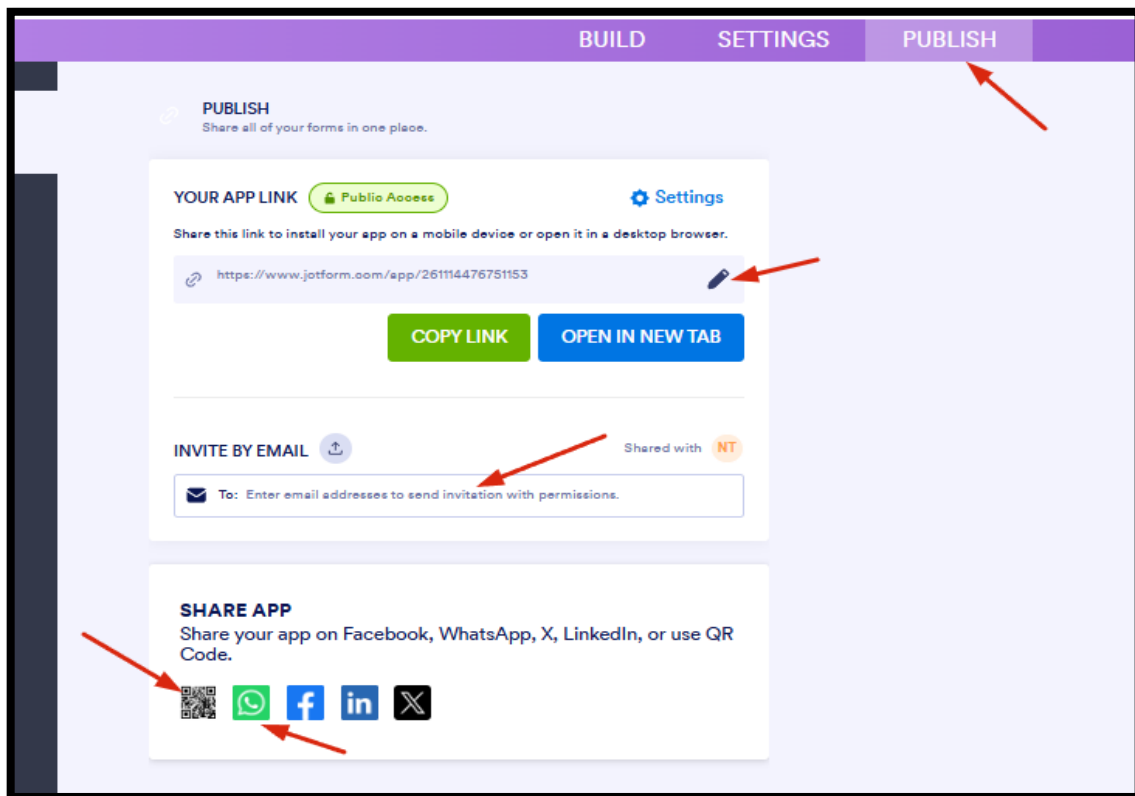 BUILD SETTINGS PUBLISH
PUBLISH
Share all of your forms in one place.
YOUR APP LINK Public Access Settings
Share this link to install your app on a mobile device or open it in a desktop browser.
https://www.jotform.com/app/261114476751153
COPY LINK OPEN IN NEW TAB
INVITE BY EMAIL Shared with NT
To: Enter email addresses to send invitation with permissions.
SHARE APP
Share your app on Facebook, WhatsApp, X, LinkedIn, or use QR
Code.
f in X